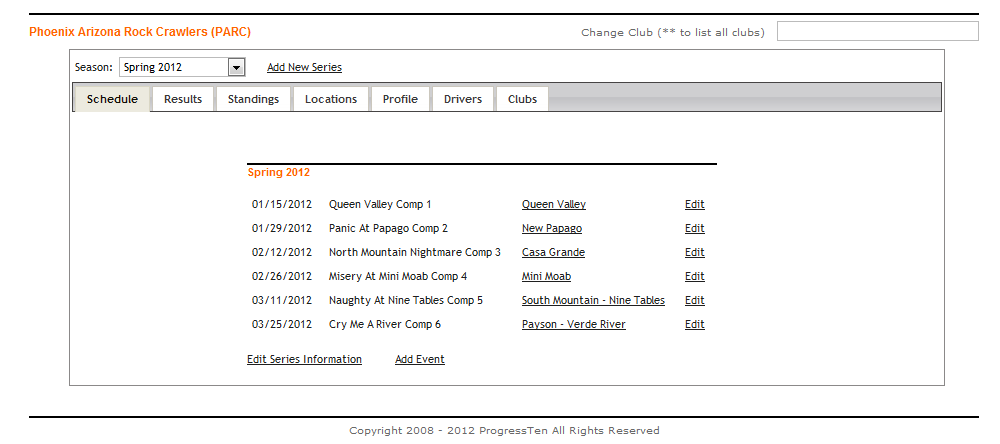 Phoenix Arizona Rock Crawlers (PARC) Change Club (** to list all clubs)
Season: Spring 2012 Add New Series
Schedule Results Standings Locations Profile Drivers Clubs
Spring 2012
01/15/2012 Queen Valley Comp 1 Queen Valley Edit
01/29/2012 Panic At Papago Comp 2 New Papago Edit
02/12/2012 North Mountain Nightmare Comp 3 Casa Grande Edit
02/26/2012 Misery At Mini Moab Comp 4 Mini Moab Edit
03/11/2012 Naughty At Nine Tables Comp 5 South Mountain - Nine Tables Edit
03/25/2012 Cry Me A River Comp 6 Payson - Verde River Edit
Edit Series Information Add Event
Copyright 2008 - 2012 ProgressTen All Rights Reserved